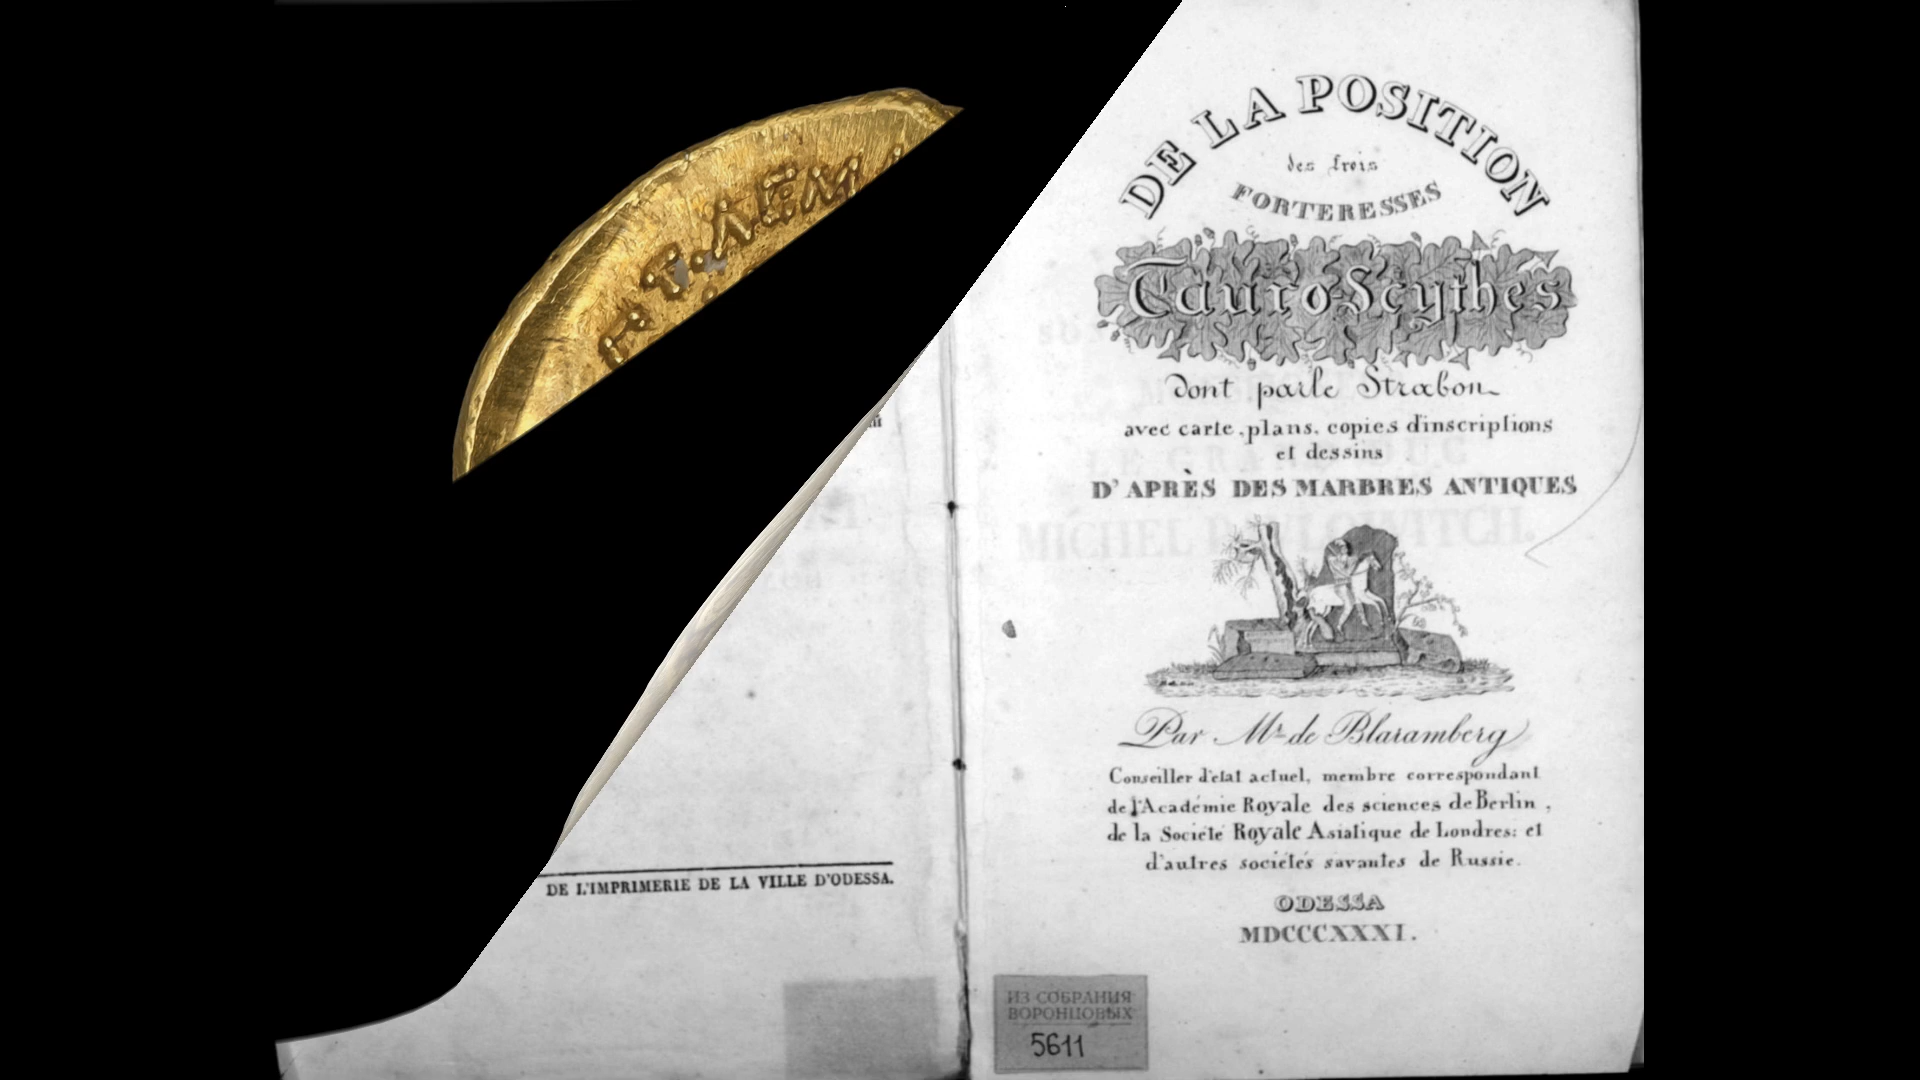 DE LA POSITION
des trois
FORTERESSES
Tauro Scythes
dont parle Strabon
avec carte, plans, copies d'inscriptions
et dessins
D'APRÈS DES MARBRES ANTIQUES
Par Mr. de Blaramberg
Conseiller d'etat actuel, membre correspondant
de l'Académie Royale des sciences de Berlin,
de la Societé Royale Asiatique de Londres; et
d'autres sociétés savantes de Russie.
ODESSA
MDCCCXXXI.
DE L'IMPRIMERIE DE LA VILLE D'ODESSA.
ИЗ СОБРАНИЯ
ВОРОНЦОВЫХ
5611